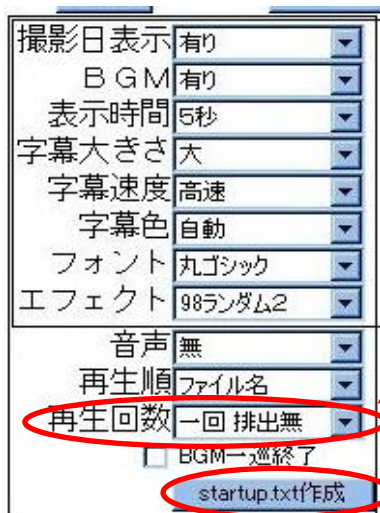 撮影日表示 有り
BGM 有り
表示時間 5秒
字幕大きさ 大
字幕速度 高速
字幕色 自動
フォント 丸ゴシック
エフェクト 98ランダム2
音声 無
再生順 ファイル名
再生回数 一回 排出無
BGM一巡終了
startup.txt作成